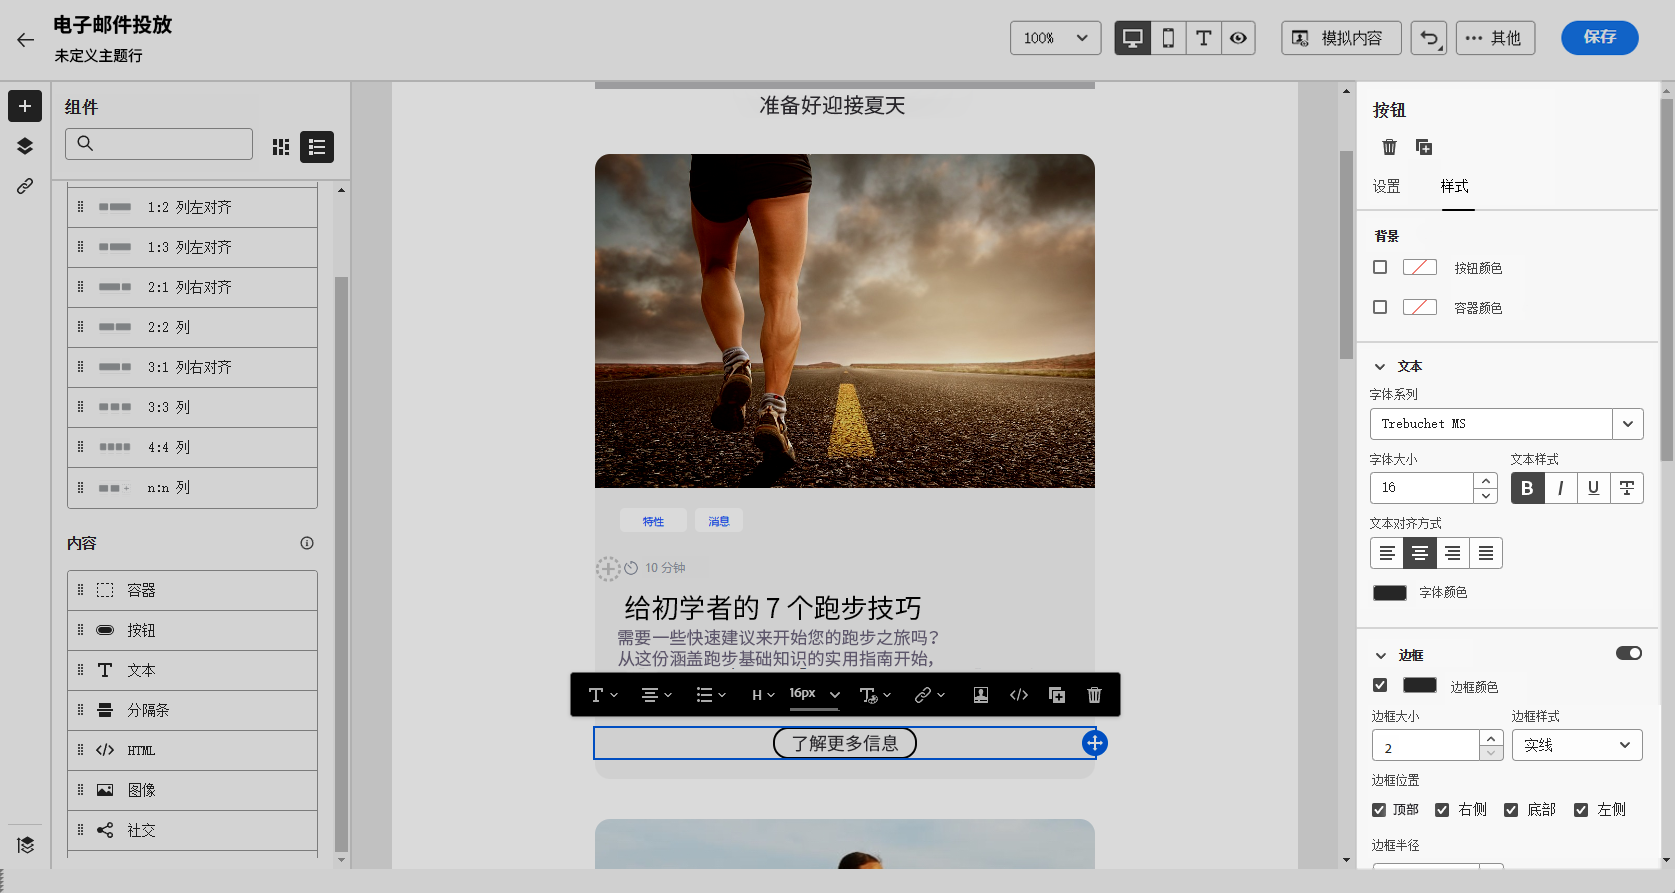 电子邮件投放
未定义主题行
100%
模拟内容
其他
保存
组件
1:2 列左对齐
1:3 列左对齐
2:1 列右对齐
2:2 列
3:1 列右对齐
3:3 列
4:4 列
n:n 列
内容
容器
按钮
文本
分隔条
HTML
图像
社交
准备好迎接夏天
特性
消息
10 分钟
给初学者的 7 个跑步技巧
需要一些快速建议来开始您的跑步之旅吗？
从这份涵盖跑步基础知识的实用指南开始，
H
16px
了解更多信息
按钮
设置
样式
背景
按钮颜色
容器颜色
文本
字体系列
Trebuchet MS
字体大小
文本样式
16
B I U T
文本对齐方式
字体颜色
边框
边框颜色
边框大小
边框样式
2
实线
边框位置
顶部
右侧
底部
左侧
边框半径